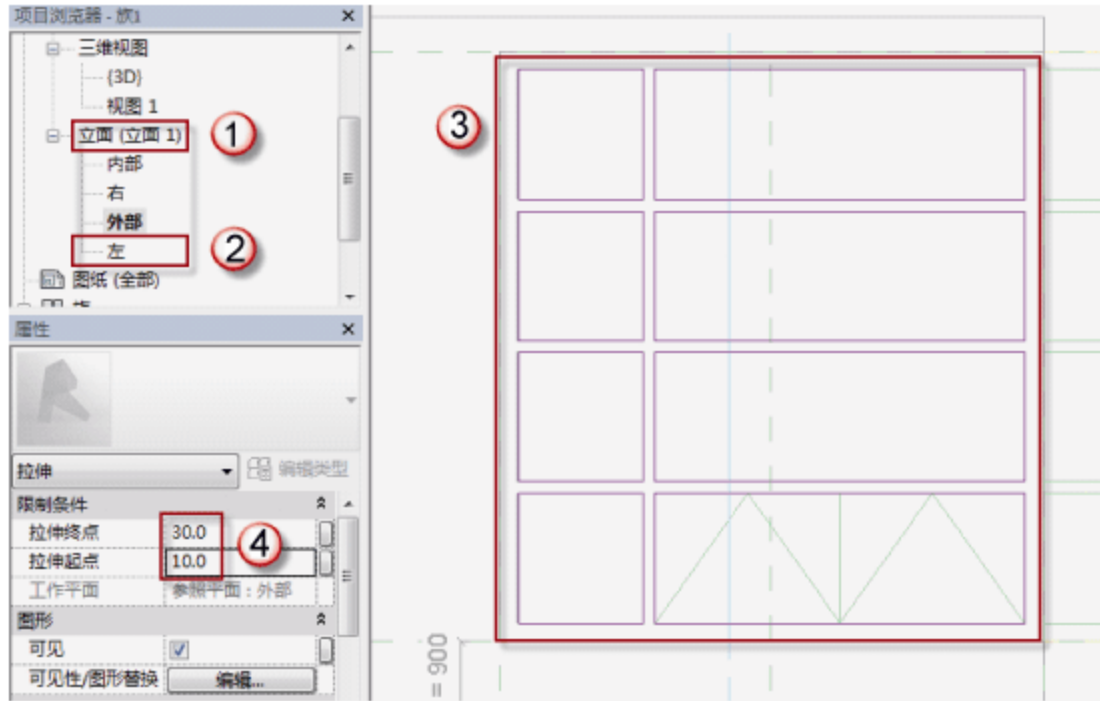 项目浏览器 - 族1
三维视图
{3D}
视图 1
立面 (立面 1)
1
内部
右
外部
左
2
图纸 (全部)
族
属性
拉伸
编辑类型
限制条件
拉伸终点 30.0
拉伸起点 10.0
4
工作平面 参照平面 : 外部
图形
可见
可见性/图形替换 编辑...
3
= 900